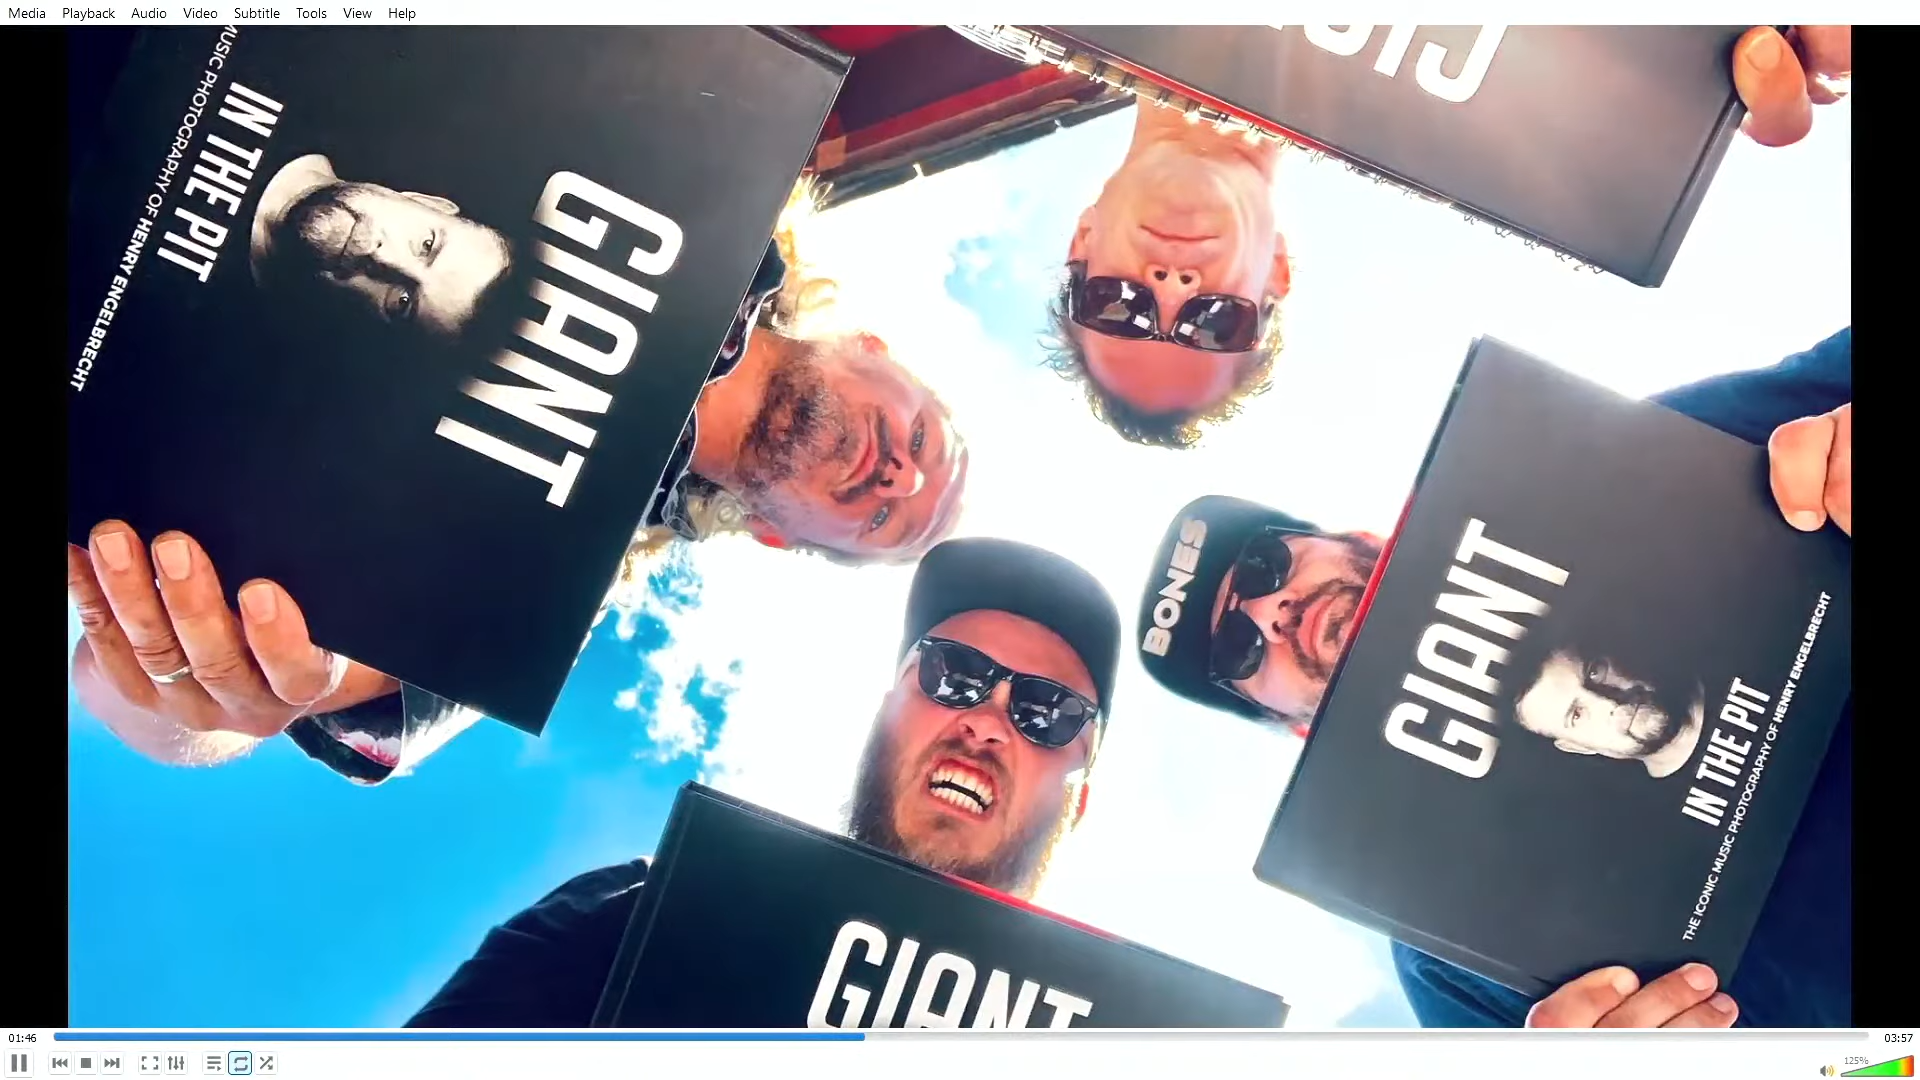 Media Playback Audio Video Subtitle Tools View Help
MUSIC PHOTOGRAPHY OF HENRY ENGELBRECHT
IN THE PIT
GIANT
BONES
GIANT
IN THE PIT
THE ICONIC MUSIC PHOTOGRAPHY OF HENRY ENGELBRECHT
GIANT
01:46
03:57
125%